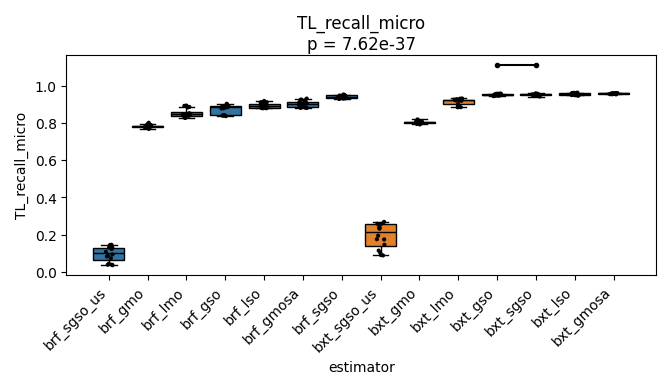 TL_recall_micro
p = 7.62e-37
TL_recall_micro
1.0
0.8
0.6
0.4
0.2
0.0
brf_sgso_us
brf_gmo
brf_lmo
brf_gso
brf_lso
brf_gmosa
brf_sgso
bxt_sgso_us
bxt_gmo
bxt_lmo
bxt_gso
bxt_sgso
bxt_lso
bxt_gmosa
estimator